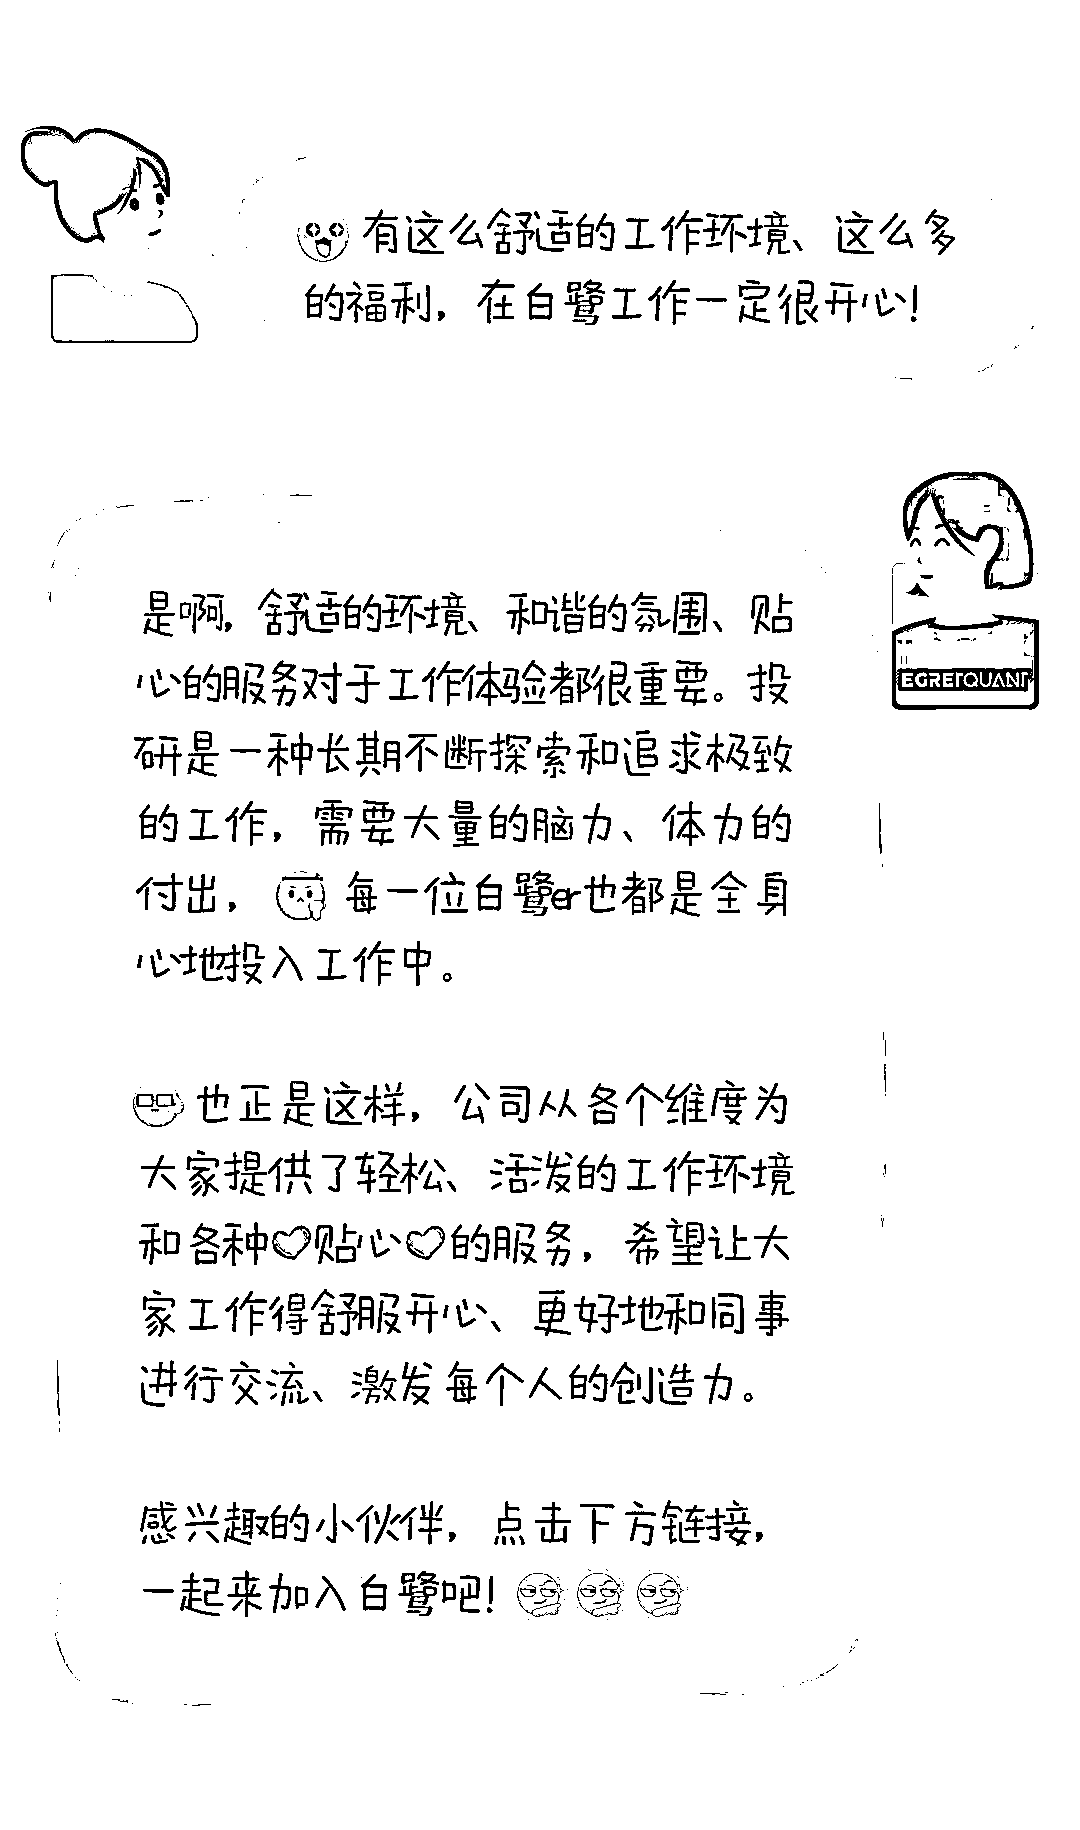 有这么舒适的工作环境、这么多
的福利，在白鹭工作一定很开心！
EGRETQUANT
是啊，舒适的环境、和谐的氛围、贴
心的服务对于工作体验都很重要。投
研是一种长期不断探索和追求极致
的工作，需要大量的脑力、体力的
付出，每一位白鹭er也都是全身
心地投入工作中。
也正是这样，公司从各个维度为
大家提供了轻松、活泼的工作环境
和各种♡贴心♡的服务，希望让大
家工作得舒服开心、更好地和同事
进行交流、激发每个人的创造力。
感兴趣的小伙伴，点击下方链接，
一起来加入白鹭吧！